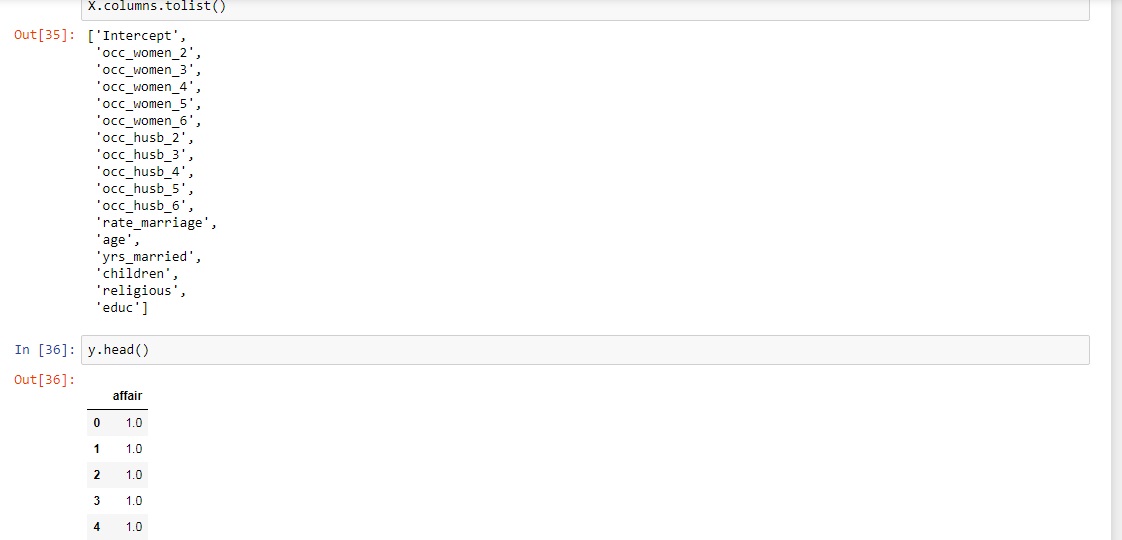 X.columns.tolist()
Out[35]: ['Intercept',
'occ_women_2',
'occ_women_3',
'occ_women_4',
'occ_women_5',
'occ_women_6',
'occ_husb_2',
'occ_husb_3',
'occ_husb_4',
'occ_husb_5',
'occ_husb_6',
'rate_marriage',
'age',
'yrs_married',
'children',
'religious',
'educ']
In [36]: y.head()
Out[36]:
affair
0 1.0
1 1.0
2 1.0
3 1.0
4 1.0